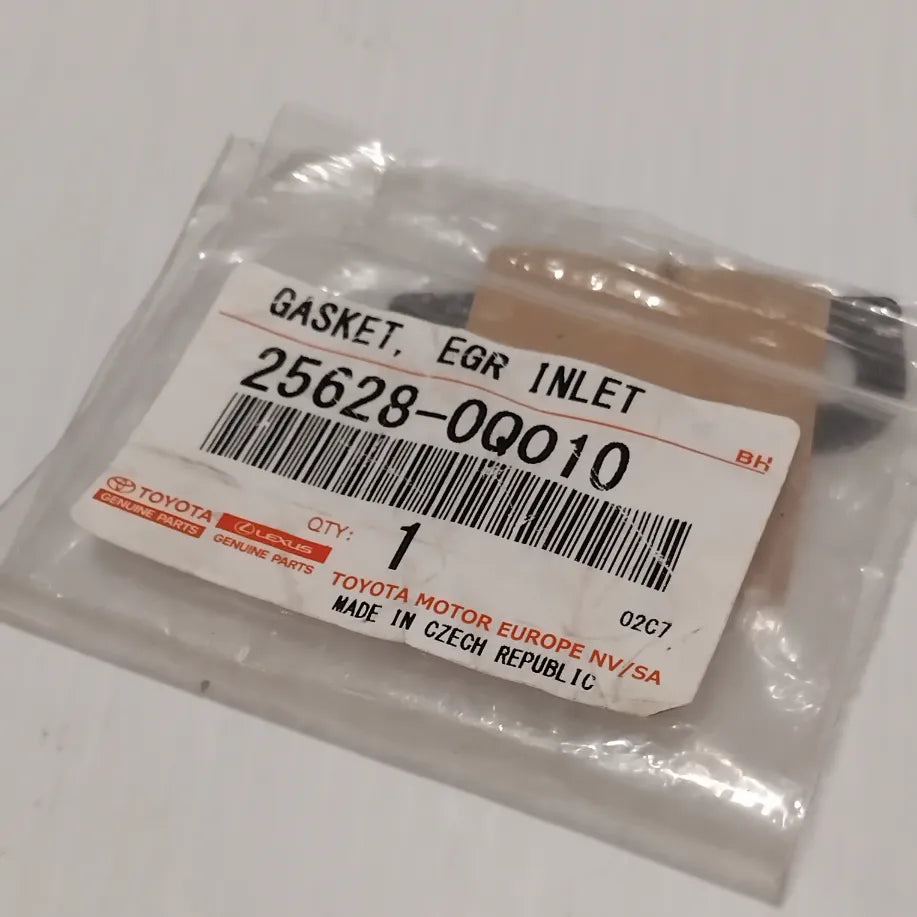 GASKET, EGR INLET
25628-0Q010
BH
TOYOTA
GENUINE PARTS
LEXUS
GENUINE PARTS
QTY: 1
02C7
TOYOTA MOTOR EUROPE NV/SA
MADE IN CZECH REPUBLIC